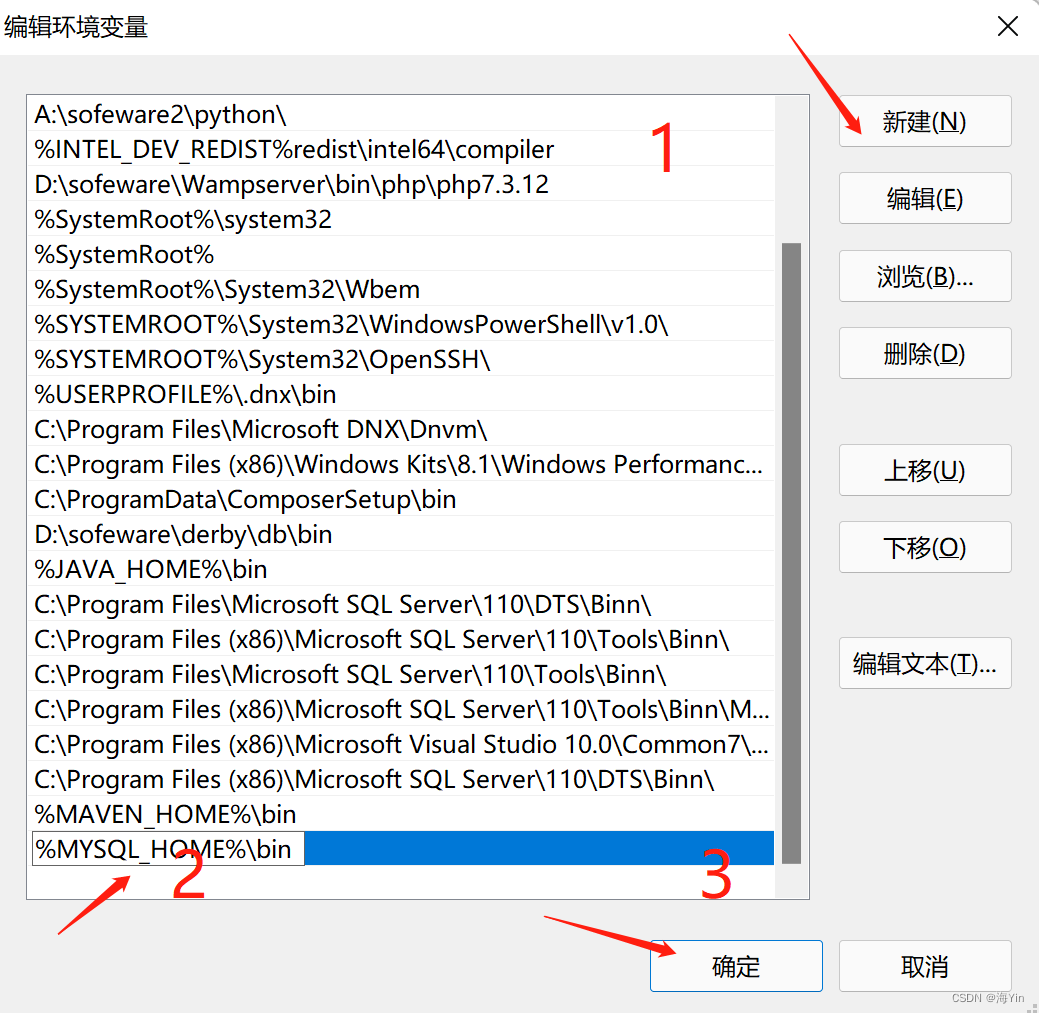 编辑环境变量
A:\sofeware2\python\
%INTEL_DEV_REDIST%redist\intel64\compiler
D:\sofeware\Wampserver\bin\php\php7.3.12
%SystemRoot%\system32
%SystemRoot%
%SystemRoot%\System32\Wbem
%SYSTEMROOT%\System32\WindowsPowerShell\v1.0\
%SYSTEMROOT%\System32\OpenSSH\
%USERPROFILE%\.dnx\bin
C:\Program Files\Microsoft DNX\Dnvm\
C:\Program Files (x86)\Windows Kits\8.1\Windows Performanc...
C:\ProgramData\ComposerSetup\bin
D:\sofeware\derby\db\bin
%JAVA_HOME%\bin
C:\Program Files\Microsoft SQL Server\110\DTS\Binn\
C:\Program Files (x86)\Microsoft SQL Server\110\Tools\Binn\
C:\Program Files\Microsoft SQL Server\110\Tools\Binn\
C:\Program Files (x86)\Microsoft SQL Server\110\Tools\Binn\M...
C:\Program Files (x86)\Microsoft Visual Studio 10.0\Common7\...
C:\Program Files (x86)\Microsoft SQL Server\110\DTS\Binn\
%MAVEN_HOME%\bin
%MYSQL_HOME%\bin
1
2
3
新建(N)
编辑(E)
浏览(B)...
删除(D)
上移(U)
下移(O)
编辑文本(T)...
确定
取消
CSDN @海Yin